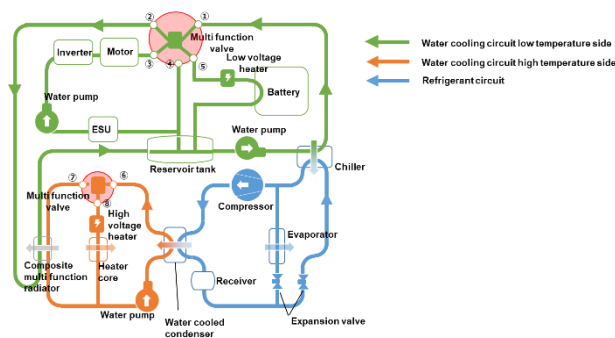 ② ①
Multi function
valve
Inverter
Motor
③ ④ ⑤
Low voltage
heater
Battery
Water pump
ESU
Water pump
Reservoir tank
Chiller
Water cooling circuit low temperature side
Water cooling circuit high temperature side
Refrigerant circuit
⑦ ⑥
Multi function
valve
⑧
High
voltage
heater
Compressor
Evaporator
Composite
multi function
radiator
Heater
core
Receiver
Water pump
Water cooled
condenser
Expansion valve